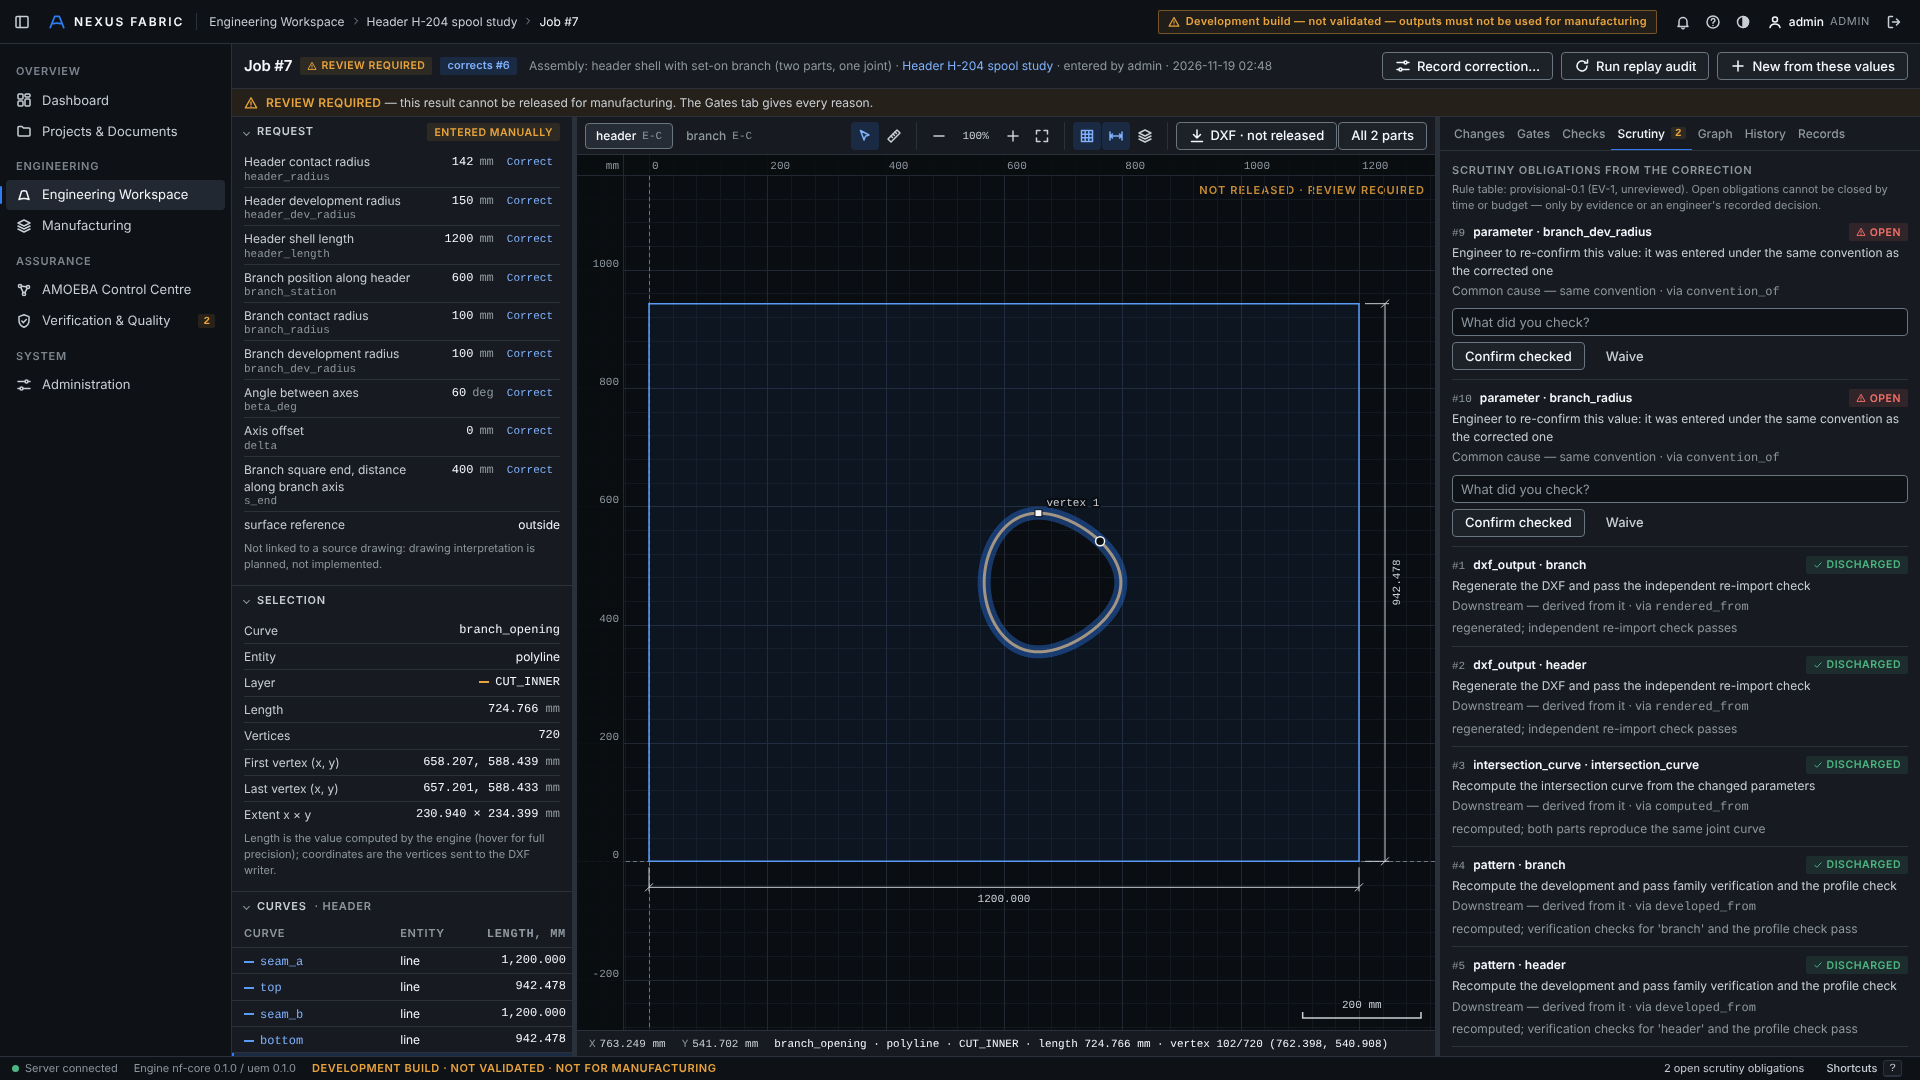 NEXUS FABRIC
Engineering Workspace › Header H-204 spool study › Job #7
Development build — not validated — outputs must not be used for manufacturing
admin ADMIN
OVERVIEW
Dashboard
Projects & Documents
ENGINEERING
Engineering Workspace
Manufacturing
ASSURANCE
AMOEBA Control Centre
Verification & Quality 2
SYSTEM
Administration
Job #7 REVIEW REQUIRED corrects #6 Assembly: header shell with set-on branch (two parts, one joint) · Header H-204 spool study · entered by admin · 2026-11-19 02:48
Record correction... Run replay audit New from these values
REVIEW REQUIRED — this result cannot be released for manufacturing. The Gates tab gives every reason.
REQUEST ENTERED MANUALLY
Header contact radius 142 mm Correct
header_radius
Header development radius 150 mm Correct
header_dev_radius
Header shell length 1200 mm Correct
header_length
Branch position along header 600 mm Correct
branch_station
Branch contact radius 100 mm Correct
branch_radius
Branch development radius 100 mm Correct
branch_dev_radius
Angle between axes 60 deg Correct
beta_deg
Axis offset 0 mm Correct
delta
Branch square end, distance 400 mm Correct
along branch axis
s_end
surface reference outside
Not linked to a source drawing: drawing interpretation is
planned, not implemented.
SELECTION
Curve branch_opening
Entity polyline
Layer CUT_INNER
Length 724.766 mm
Vertices 720
First vertex (x, y) 658.207, 588.439 mm
Last vertex (x, y) 657.201, 588.433 mm
Extent x × y 230.940 × 234.399 mm
Length is the value computed by the engine (hover for full
precision); coordinates are the vertices sent to the DXF
writer.
CURVES · HEADER
CURVE ENTITY LENGTH, MM
seam_a line 1,200.000
top line 942.478
seam_b line 1,200.000
bottom line 942.478
header E-C branch E-C
100%
DXF · not released All 2 parts
mm 0 200 400 600 800 1000 1200
NOT RELEASED · REVIEW REQUIRED
1000
800
600
400
200
0
-200
vertex 1
942.478
1200.000
200 mm
X 763.249 mm Y 541.702 mm branch_opening · polyline · CUT_INNER · length 724.766 mm · vertex 102/720 (762.398, 540.908)
Changes Gates Checks Scrutiny 2 Graph History Records
SCRUTINY OBLIGATIONS FROM THE CORRECTION
Rule table: provisional-0.1 (EV-1, unreviewed). Open obligations cannot be closed by
time or budget — only by evidence or an engineer's recorded decision.
#9 parameter · branch_dev_radius OPEN
Engineer to re-confirm this value: it was entered under the same convention as
the corrected one
Common cause — same convention · via convention_of
What did you check?
Confirm checked Waive
#10 parameter · branch_radius OPEN
Engineer to re-confirm this value: it was entered under the same convention as
the corrected one
Common cause — same convention · via convention_of
What did you check?
Confirm checked Waive
#1 dxf_output · branch DISCHARGED
Regenerate the DXF and pass the independent re-import check
Downstream — derived from it · via rendered_from
regenerated; independent re-import check passes
#2 dxf_output · header DISCHARGED
Regenerate the DXF and pass the independent re-import check
Downstream — derived from it · via rendered_from
regenerated; independent re-import check passes
#3 intersection_curve · intersection_curve DISCHARGED
Recompute the intersection curve from the changed parameters
Downstream — derived from it · via computed_from
recomputed; both parts reproduce the same joint curve
#4 pattern · branch DISCHARGED
Recompute the development and pass family verification and the profile check
Downstream — derived from it · via developed_from
recomputed; verification checks for 'branch' and the profile check pass
#5 pattern · header DISCHARGED
Recompute the development and pass family verification and the profile check
Downstream — derived from it · via developed_from
recomputed; verification checks for 'header' and the profile check pass
Server connected Engine nf-core 0.1.0 / uem 0.1.0 DEVELOPMENT BUILD · NOT VALIDATED · NOT FOR MANUFACTURING
2 open scrutiny obligations Shortcuts ?